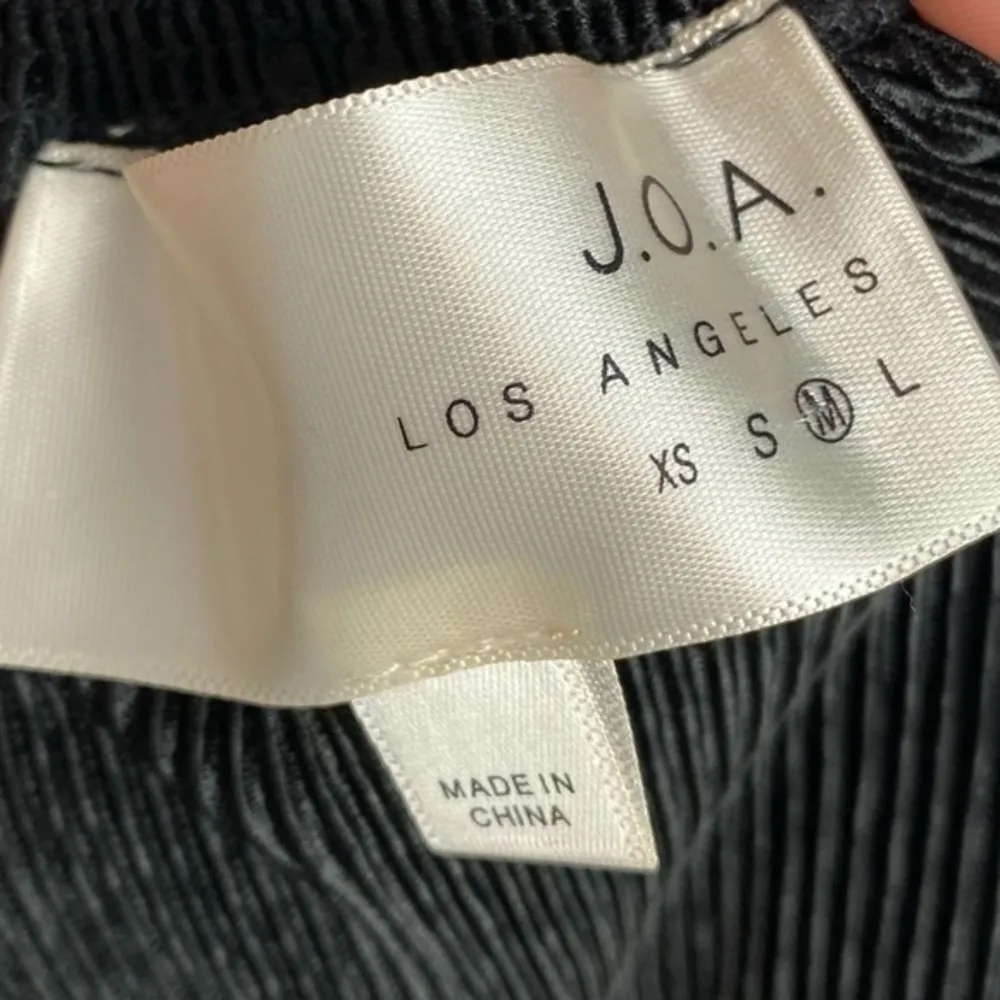 J.O.A.
LOS ANGELES
XS S M L
MADE IN
CHINA